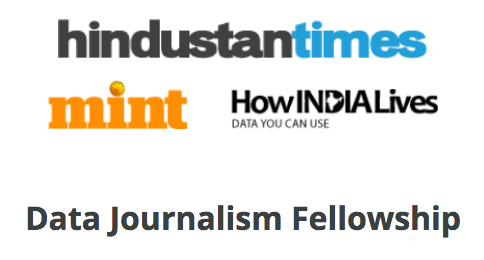 hindustantimes
mint
HowINDIALives
DATA YOU CAN USE
Data Journalism Fellowship